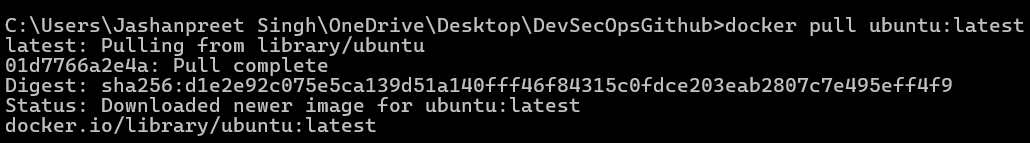 C:\Users\Jashanpreet Singh\OneDrive\Desktop\DevSecOpsGithub>docker pull ubuntu:latest
latest: Pulling from library/ubuntu
01d7766a2e4a: Pull complete
Digest: sha256:d1e2e92c075e5ca139d51a140fff46f84315c0fdce203eab2807c7e495eff4f9
Status: Downloaded newer image for ubuntu:latest
docker.io/library/ubuntu:latest